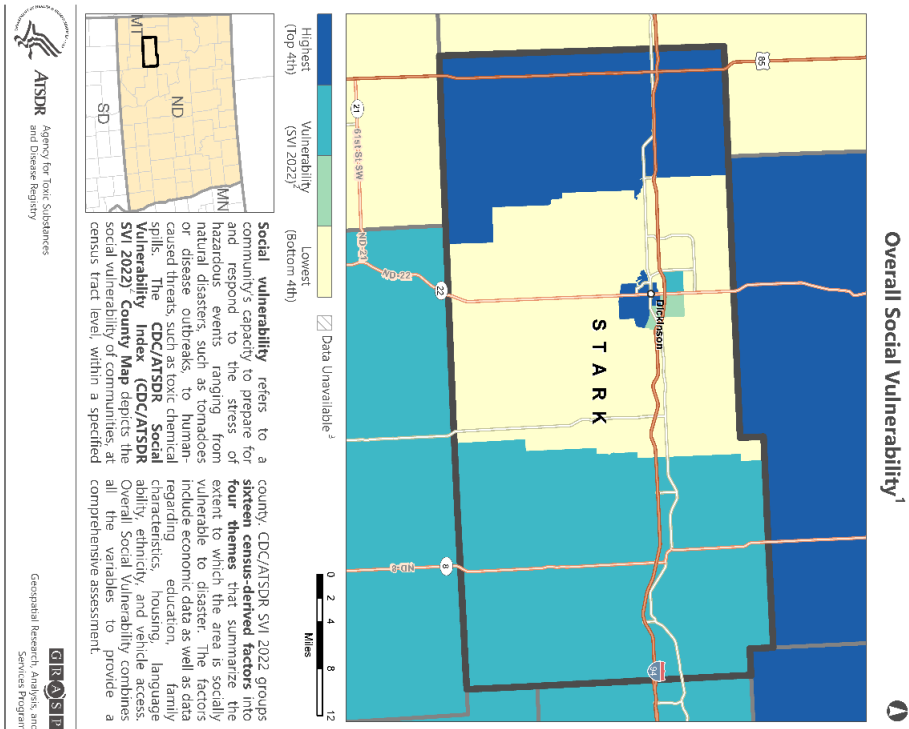 Overall Social Vulnerability 1
85
Dickinson
STARK
94
22
ND-22
ND-21
61st-St-SW
21
8
ND-8
Highest
(Top 4th)
Vulnerability
(SVI 2022)2
Lowest
(Bottom 4th)
Data Unavailable 3
0 2 4 8 12
Miles
MT
ND
SD
MN
Social vulnerability refers to a
community's capacity to prepare for
and respond to the stress of
hazardous events ranging from
natural disasters, such as tornadoes
or disease outbreaks, to human-
caused threats, such as toxic chemical
spills. The CDC/ATSDR Social
Vulnerability Index (CDC/ATSDR
SVI 2022)2 County Map depicts the
social vulnerability of communities, at
census tract level, within a specified
county. CDC/ATSDR SVI 2022 groups
sixteen census-derived factors into
four themes that summarize the
extent to which the area is socially
vulnerable to disaster. The factors
include economic data as well as data
regarding education, family
characteristics, housing, language
ability, ethnicity, and vehicle access.
Overall Social Vulnerability combines
all the variables to provide a
comprehensive assessment.
ATSDR
Agency for Toxic Substances
and Disease Registry
GRASP
Geospatial Research, Analysis, and
Services Program